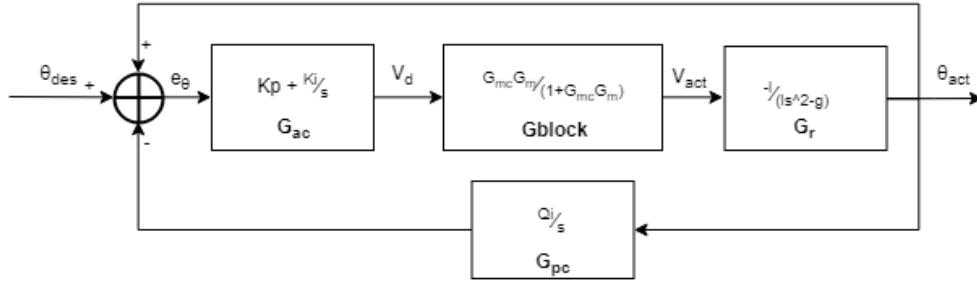 +
θdes + eθ Kp + Ki/s Vd GmcGm/(1+GmcGm) Vact -l/(ls^2-g) θact
Gac Gblock Gr
-
Qi/s
Gpc